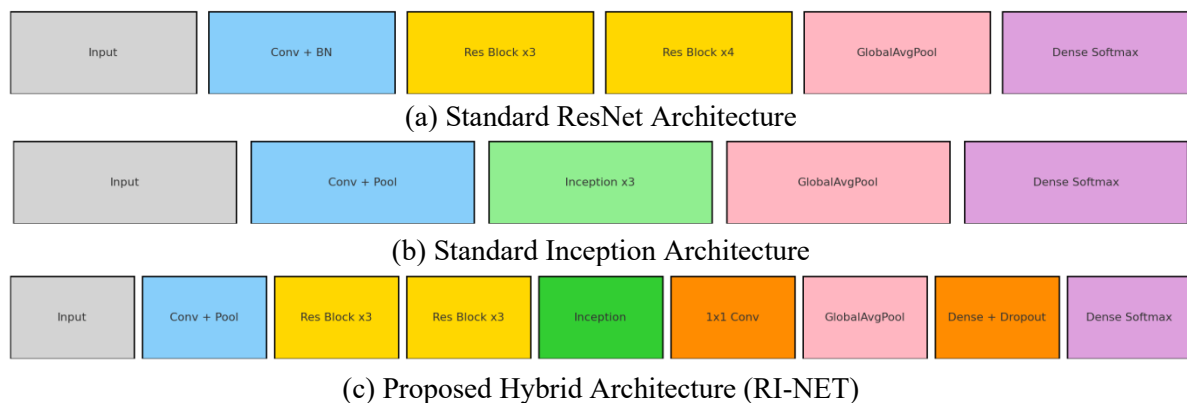 Input Conv + BN Res Block x3 Res Block x4 GlobalAvgPool Dense Softmax
(a) Standard ResNet Architecture
Input Conv + Pool Inception x3 GlobalAvgPool Dense Softmax
(b) Standard Inception Architecture
Input Conv + Pool Res Block x3 Res Block x3 Inception 1x1 Conv GlobalAvgPool Dense + Dropout Dense Softmax
(c) Proposed Hybrid Architecture (RI-NET)